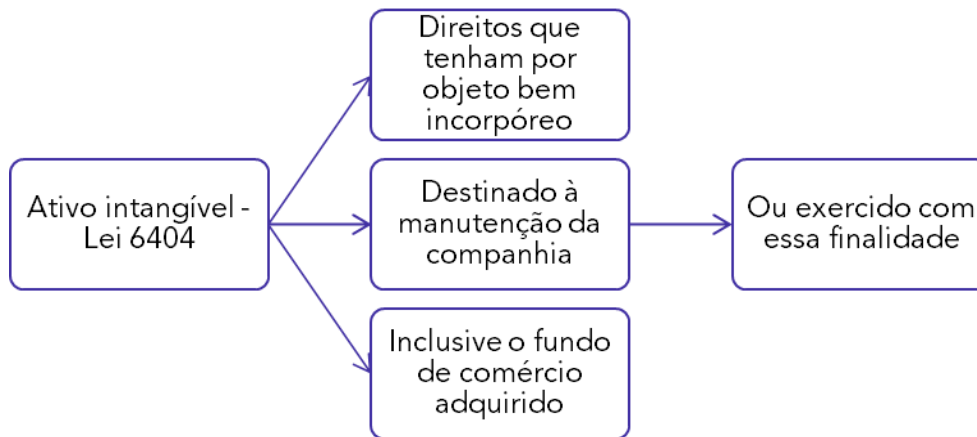 Ativo intangível -
Lei 6404
Direitos que
tenham por
objeto bem
incorpóreo
Destinado à
manutenção da
companhia
Ou exercido com
essa finalidade
Inclusive o fundo
de comércio
adquirido